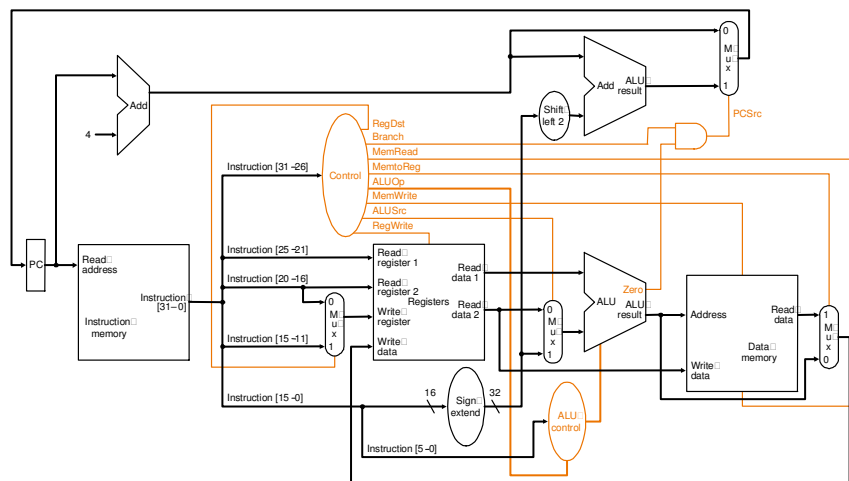 0
M
u
x
1
Add
ALU
result
Add
4
Shift
left 2
PCSrc
RegDst
Branch
MemRead
MemtoReg
ALUOp
MemWrite
ALUSrc
RegWrite
Control
Instruction [31–26]
Instruction [25–21]
Instruction [20–16]
Instruction [15–11]
Instruction [15–0]
Instruction [5–0]
PC
Read
address
Instruction
[31–0]
Instruction
memory
0
M
u
x
1
Read
register 1
Read
register 2
Write
register
Write
data
Registers
Read
data 1
Read
data 2
0
M
u
x
1
Zero
ALU
ALU
result
Address
Write
data
Read
data
Data
memory
1
M
u
x
0
16
Sign
extend
32
ALU
control